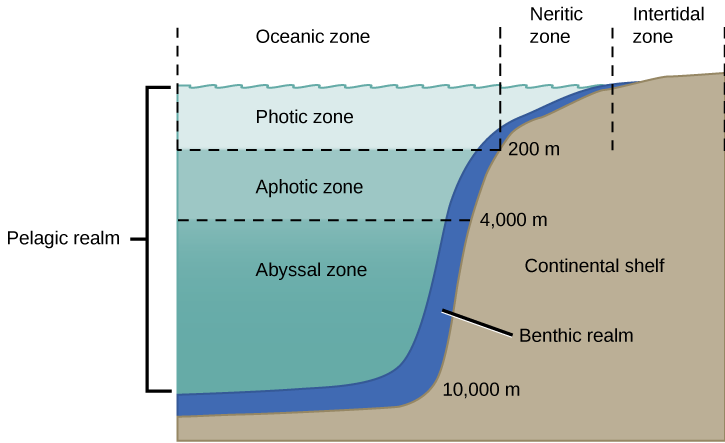 Oceanic zone
Neritic
zone
Intertidal
zone
Photic zone
200 m
Aphotic zone
4,000 m
Pelagic realm
Abyssal zone
Continental shelf
Benthic realm
10,000 m